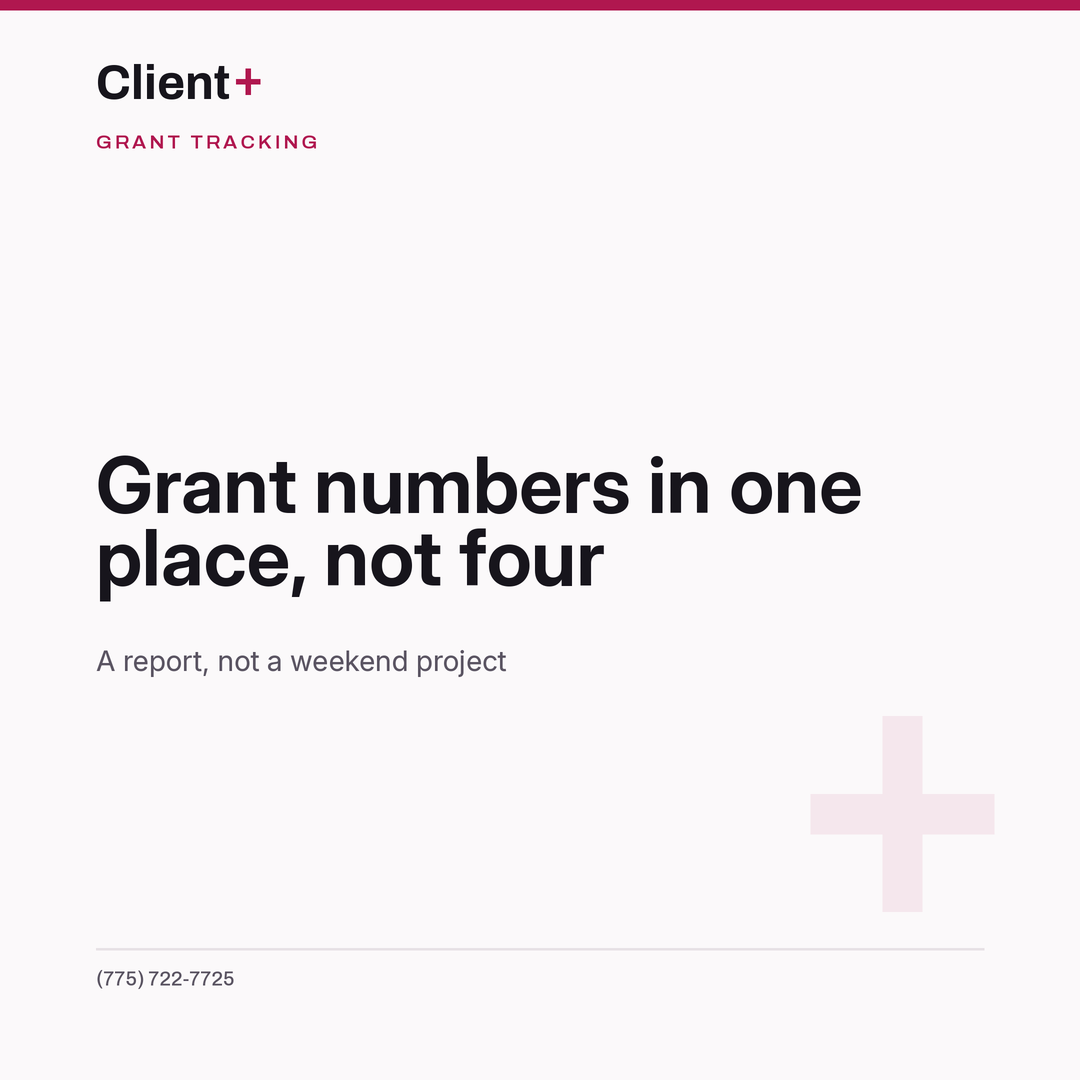 Client+
GRANT TRACKING
Grant numbers in one
place, not four
A report, not a weekend project
(775) 722-7725